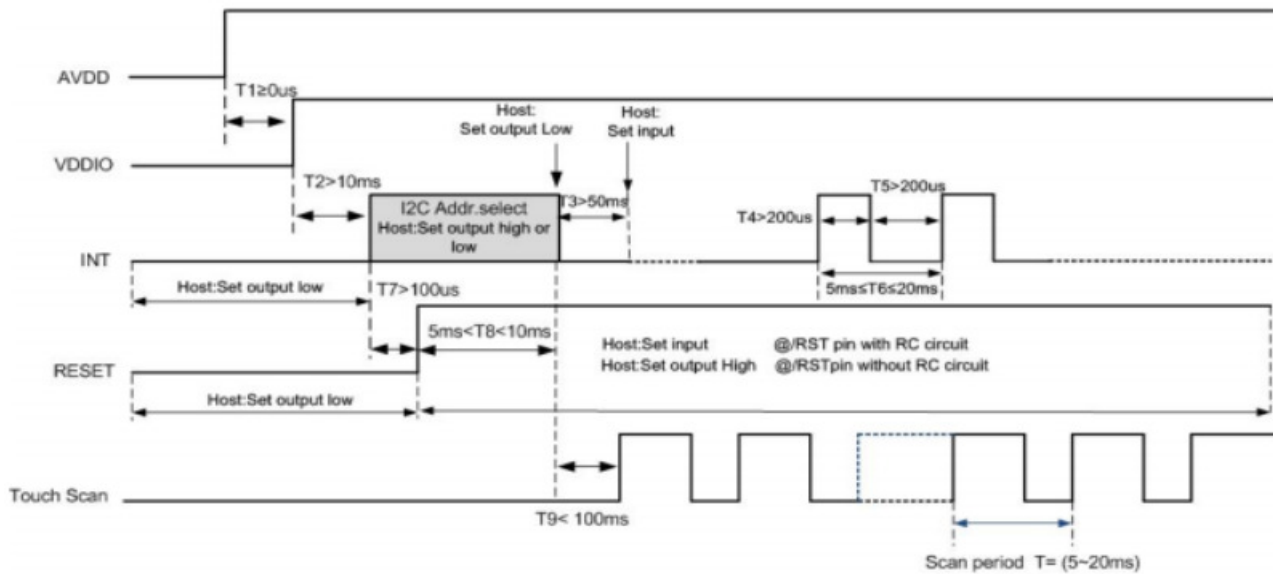 AVDD
T1≥0us
Host:
Set output Low
Host:
Set input
VDDIO
T2>10ms
I2C Addr.select
Host:Set output high or
low
T3>50ms
T5>200us
T4>200us
INT
Host:Set output low
T7>100us
5ms≤T6≤20ms
5ms<T8<10ms
Host:Set input @/RST pin with RC circuit
Host:Set output High @/RSTpin without RC circuit
RESET
Host:Set output low
Touch Scan
T9< 100ms
Scan period T= (5~20ms)